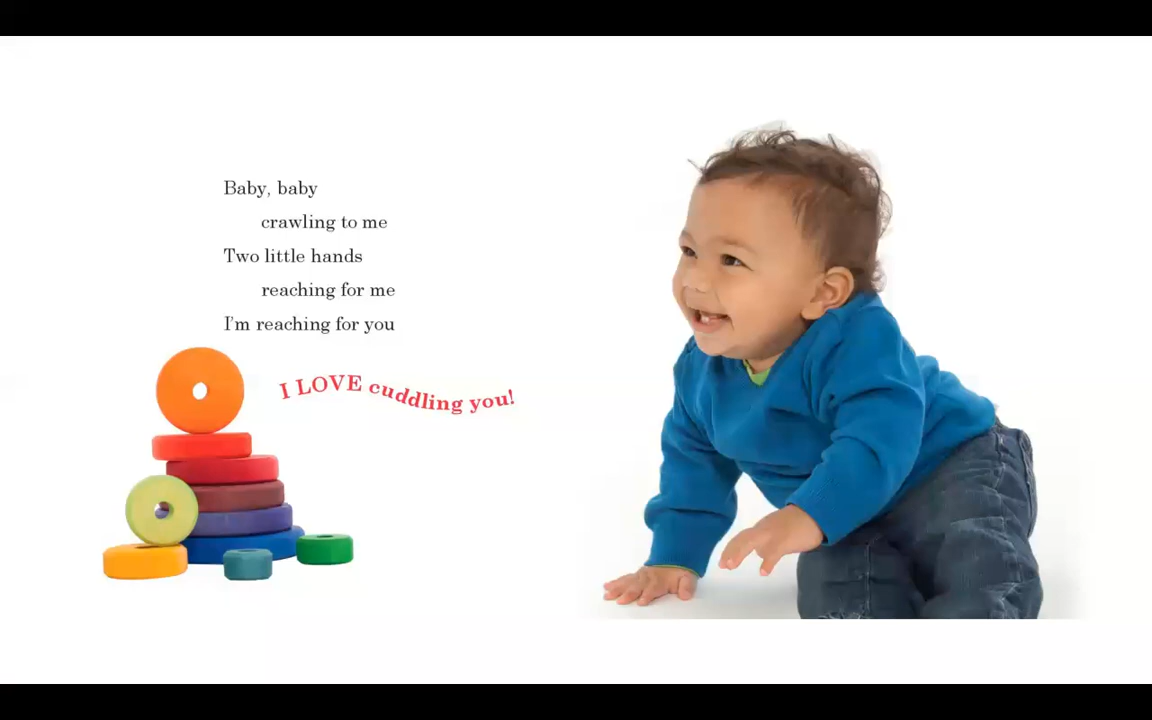 Baby, baby
crawling to me
Two little hands
reaching for me
I'm reaching for you
I LOVE cuddling you!